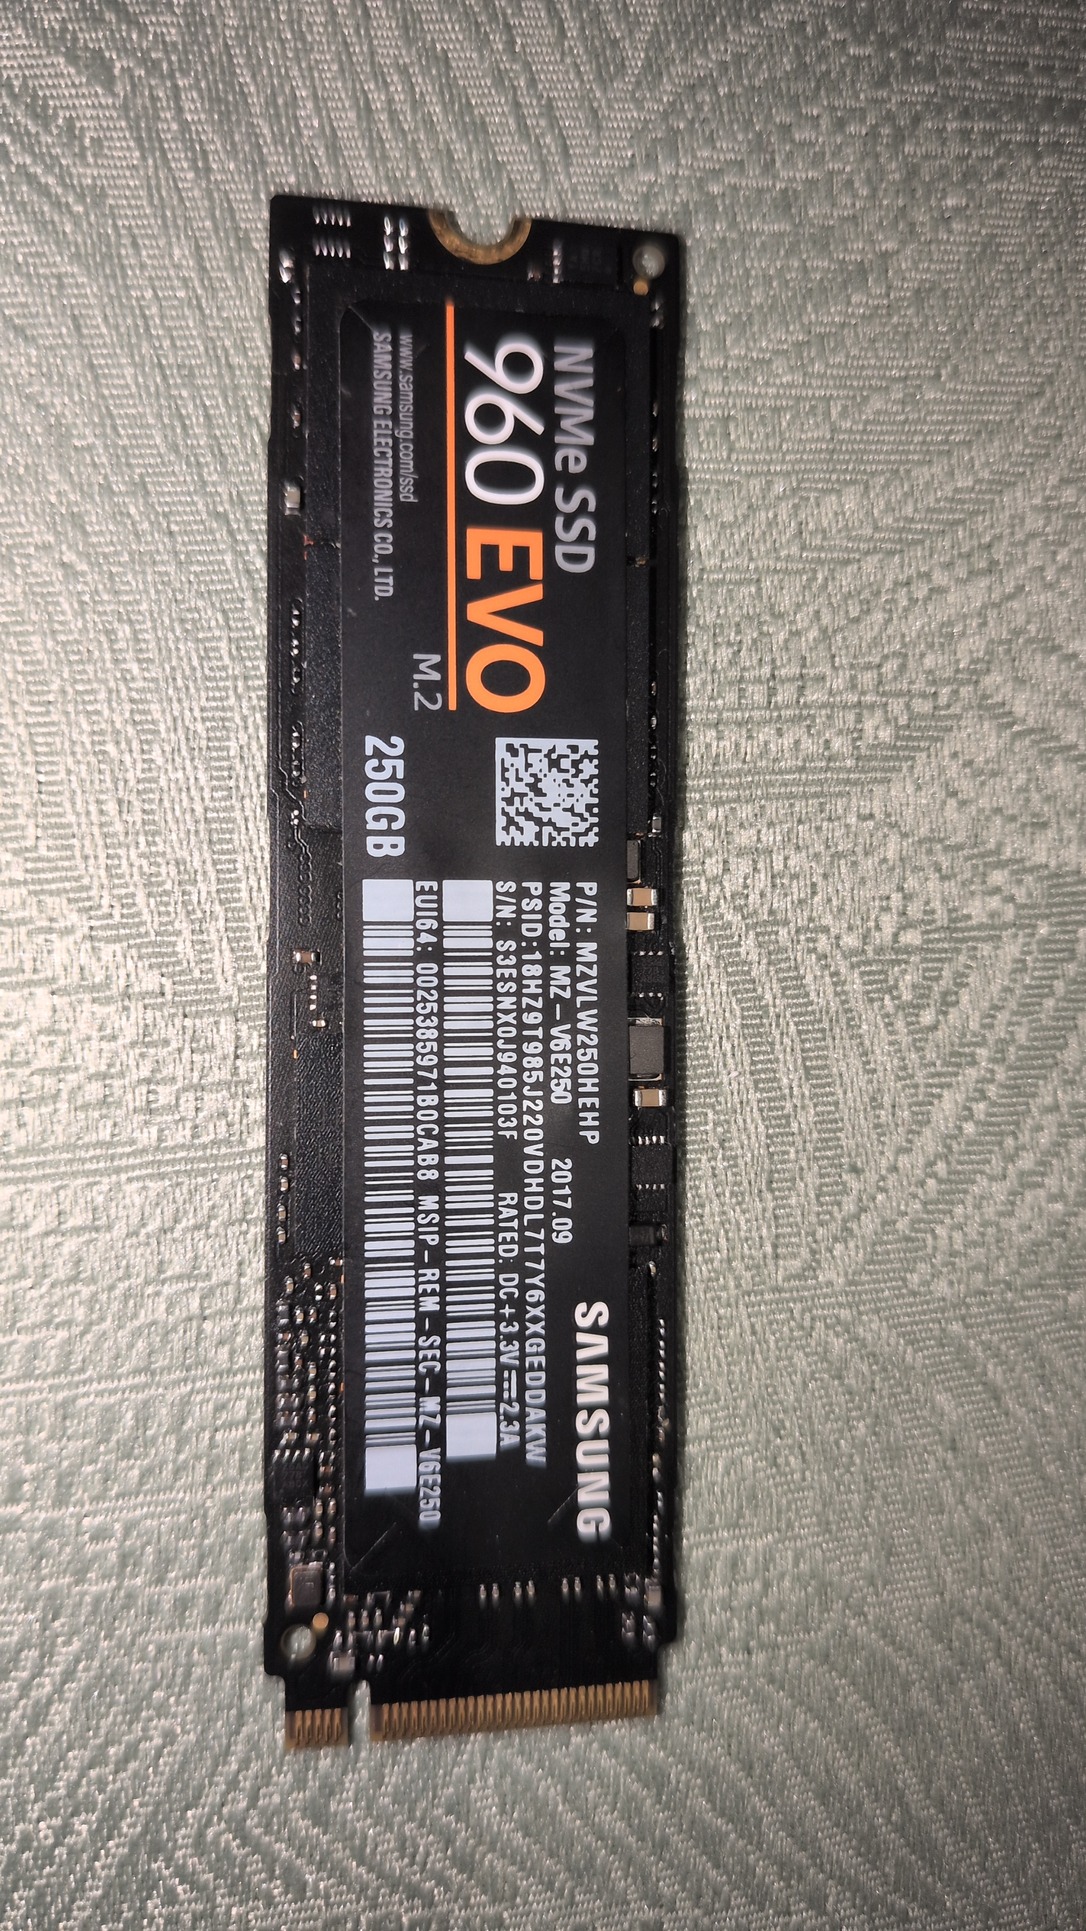 NVMe SSD
960 EVO
M.2
www.samsung.com/ssd
SAMSUNG ELECTRONICS CO., LTD.
250GB
SAMSUNG
P/N: MZVLW250HEHP
Model: MZ-V6E250 2017.09
PSID:18HZ9T985J220VDHDL7T7Y6XXGEDDAKW
S/N: S3ESNX0J940103F RATED: DC+3.3V⎓2.3A
EUI64: 002538597180CAB8 MSIP-REM-SEC-MZ-V6E250